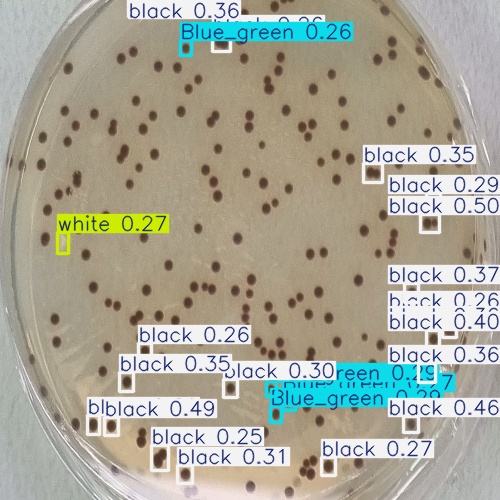 black 0.36
Blue_green 0.26
black 0.35
black 0.29
black 0.50
white 0.27
black 0.37
black 0.40
black 0.26
black 0.36
black 0.35
black 0.30
Blue_green 0.29
black 0.49
black 0.46
black 0.25
black 0.27
black 0.31